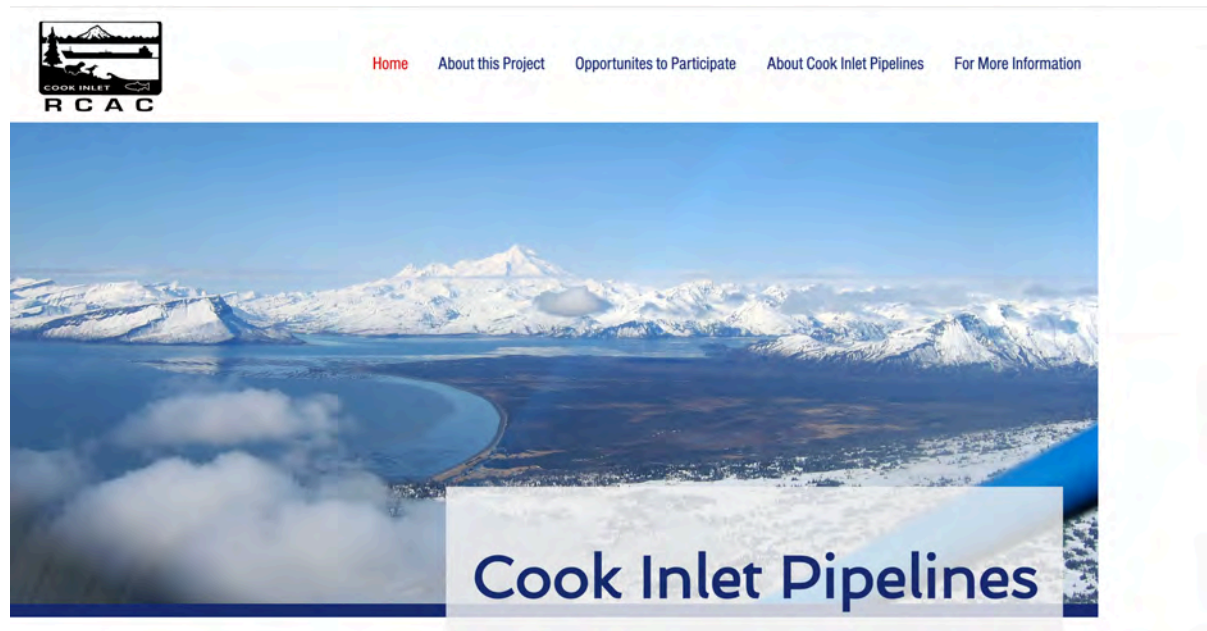 COOK INLET
RCAC
Home About this Project Opportunites to Participate About Cook Inlet Pipelines For More Information
Cook Inlet Pipelines